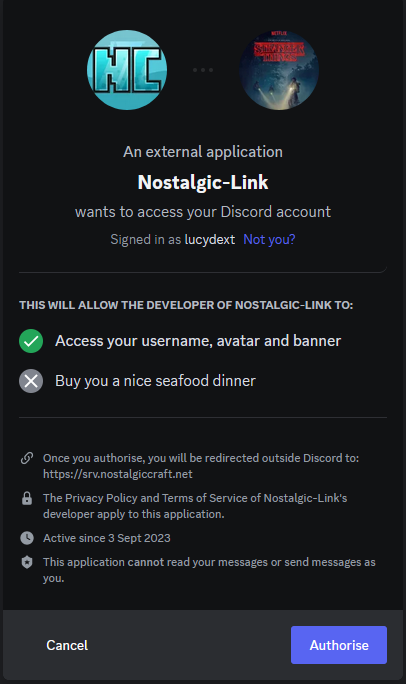 HC
NETFLIX
An external application
Nostalgic-Link
wants to access your Discord account
Signed in as lucydext Not you?
THIS WILL ALLOW THE DEVELOPER OF NOSTALGIC-LINK TO:
Access your username, avatar and banner
Buy you a nice seafood dinner
Once you authorise, you will be redirected outside Discord to:
https://srv.nostalgiccraft.net
The Privacy Policy and Terms of Service of Nostalgic-Link's
developer apply to this application.
Active since 3 Sept 2023
This application cannot read your messages or send messages as
you.
Cancel
Authorise